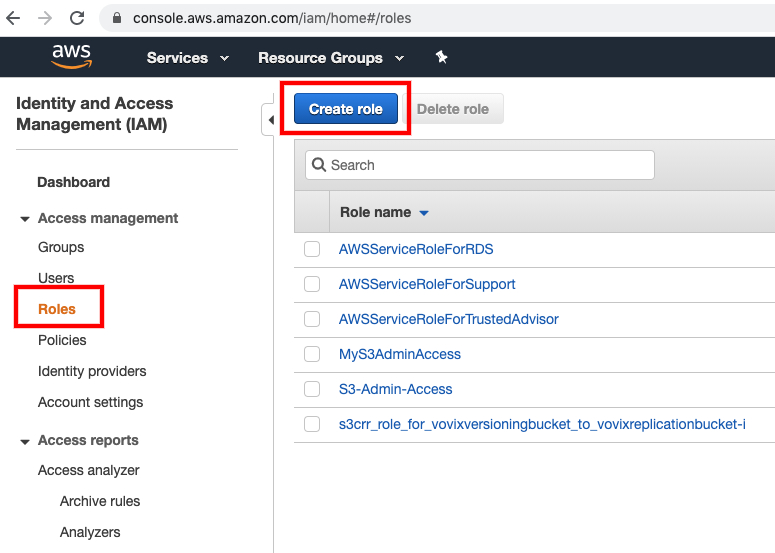 console.aws.amazon.com/iam/home#/roles
aws
Services
Resource Groups
Identity and Access
Management (IAM)
Dashboard
Access management
Groups
Users
Roles
Policies
Identity providers
Account settings
Access reports
Access analyzer
Archive rules
Analyzers
Create role
Delete role
Search
Role name
AWSServiceRoleForRDS
AWSServiceRoleForSupport
AWSServiceRoleForTrustedAdvisor
MyS3AdminAccess
S3-Admin-Access
s3crr_role_for_vovixversioningbucket_to_vovixreplicationbucket-i